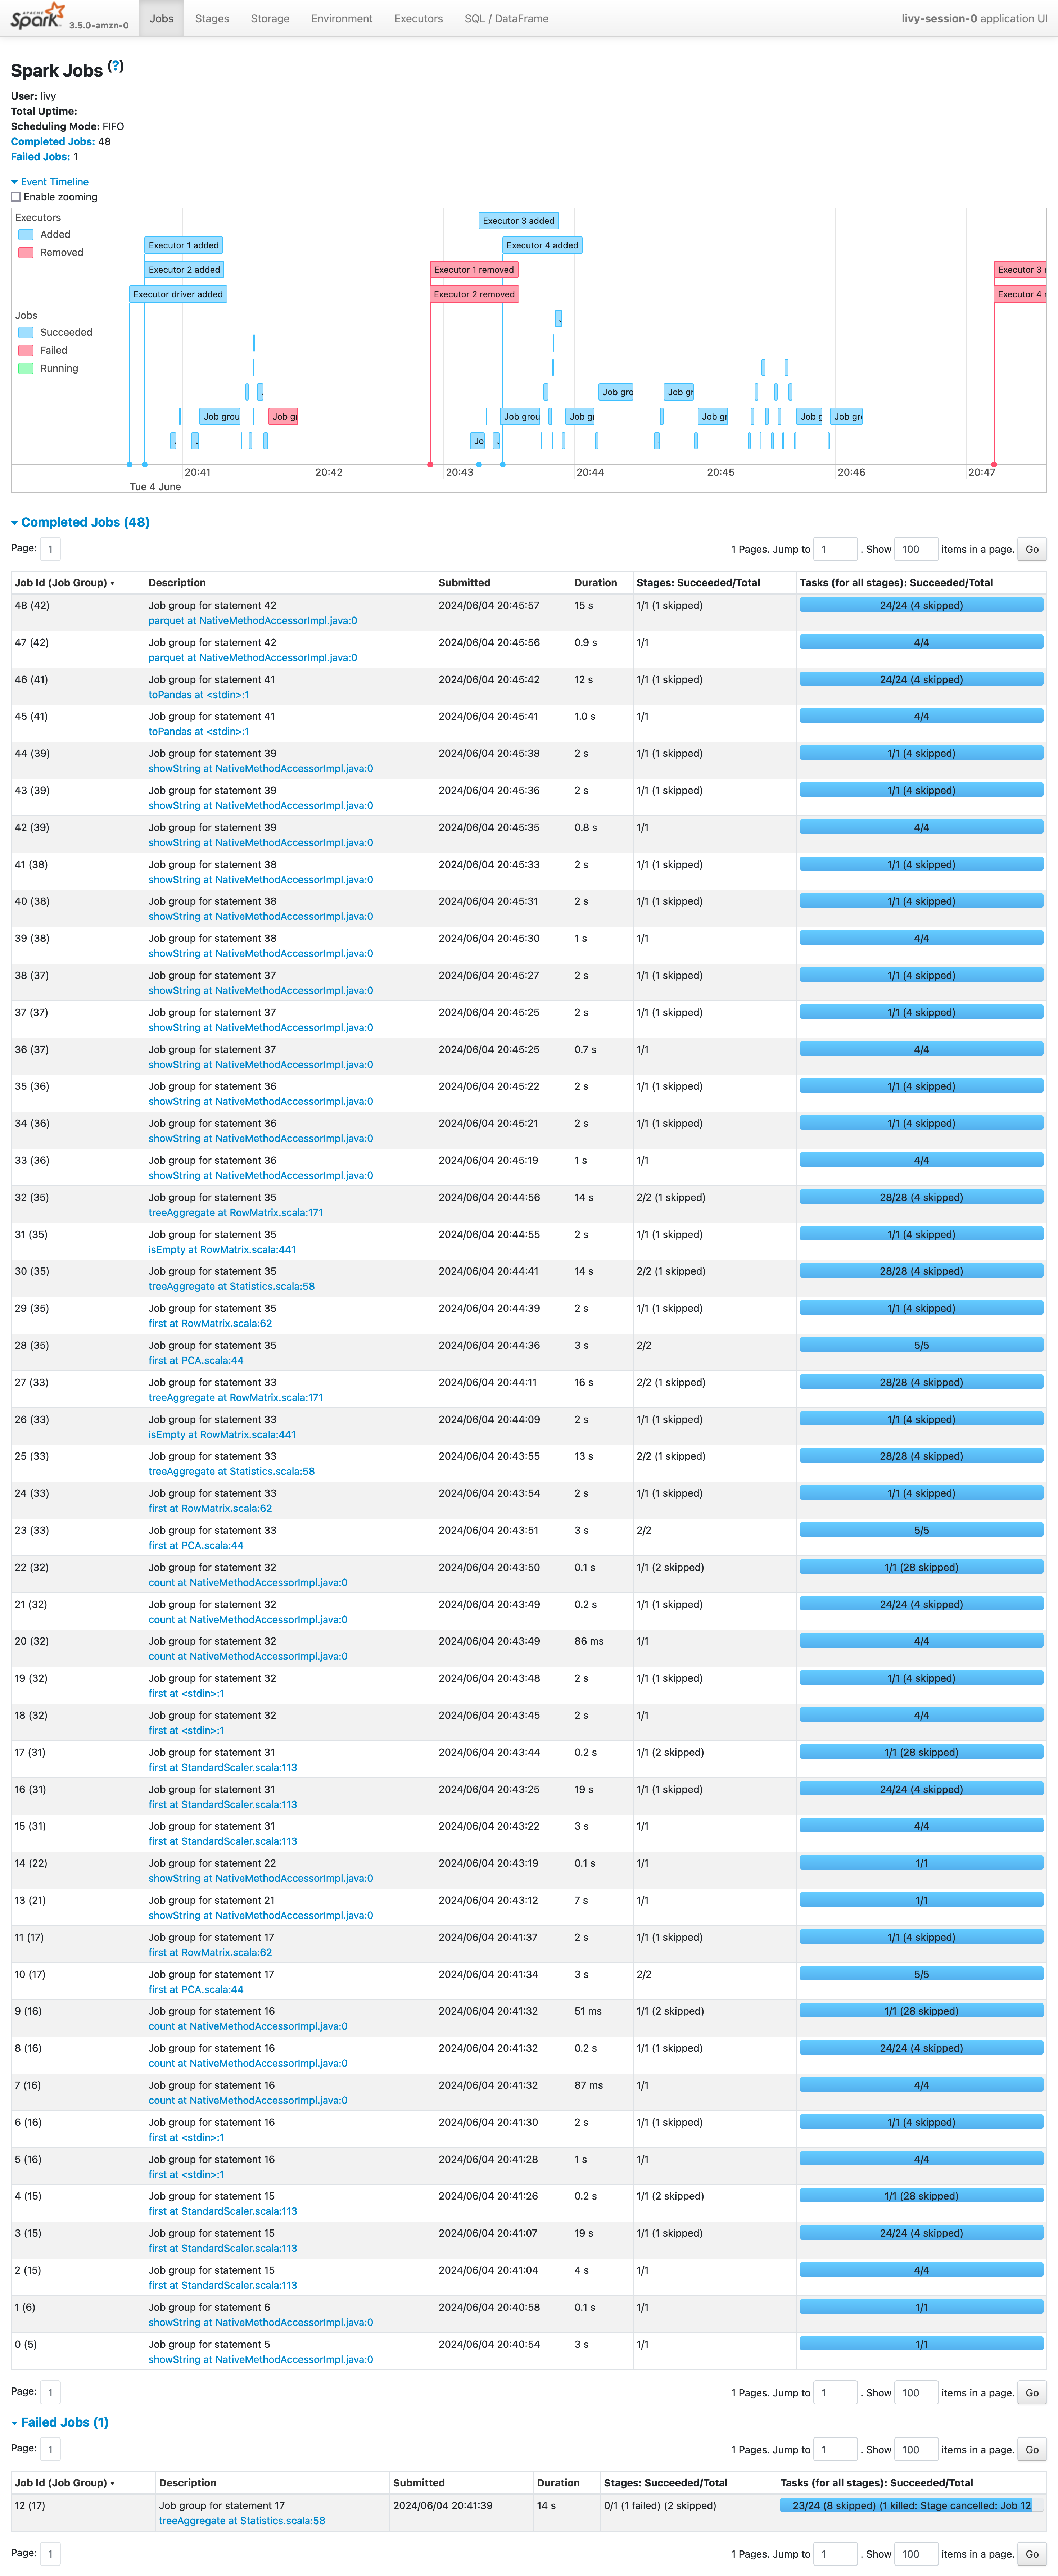 APACHE Spark 3.5.0-amzn-0 Jobs Stages Storage Environment Executors SQL / DataFrame livy-session-0 application UI
Spark Jobs (?)
User: livy
Total Uptime:
Scheduling Mode: FIFO
Completed Jobs: 48
Failed Jobs: 1
Event Timeline
Enable zooming
Executors
Added
Removed
Executor 3 added
Executor 1 added
Executor 4 added
Executor 2 added
Executor 1 removed
Executor 3 r
Executor driver added
Executor 2 removed
Executor 4 r
Jobs
Succeeded
Failed
Running
Job gro
Job gr
Job grou
Job gr
Job grou
Job gr
Job gr
Job g
Job gro
Jo
20:41 20:42 20:43 20:44 20:45 20:46 20:47
Tue 4 June
Completed Jobs (48)
Page: 1 1 Pages. Jump to 1 . Show 100 items in a page. Go
Job Id (Job Group) Description Submitted Duration Stages: Succeeded/Total Tasks (for all stages): Succeeded/Total
48 (42) Job group for statement 42 2024/06/04 20:45:57 15 s 1/1 (1 skipped) 24/24 (4 skipped)
parquet at NativeMethodAccessorImpl.java:0
47 (42) Job group for statement 42 2024/06/04 20:45:56 0.9 s 1/1 4/4
parquet at NativeMethodAccessorImpl.java:0
46 (41) Job group for statement 41 2024/06/04 20:45:42 12 s 1/1 (1 skipped) 24/24 (4 skipped)
toPandas at <stdin>:1
45 (41) Job group for statement 41 2024/06/04 20:45:41 1.0 s 1/1 4/4
toPandas at <stdin>:1
44 (39) Job group for statement 39 2024/06/04 20:45:38 2 s 1/1 (1 skipped) 1/1 (4 skipped)
showString at NativeMethodAccessorImpl.java:0
43 (39) Job group for statement 39 2024/06/04 20:45:36 2 s 1/1 (1 skipped) 1/1 (4 skipped)
showString at NativeMethodAccessorImpl.java:0
42 (39) Job group for statement 39 2024/06/04 20:45:35 0.8 s 1/1 4/4
showString at NativeMethodAccessorImpl.java:0
41 (38) Job group for statement 38 2024/06/04 20:45:33 2 s 1/1 (1 skipped) 1/1 (4 skipped)
showString at NativeMethodAccessorImpl.java:0
40 (38) Job group for statement 38 2024/06/04 20:45:31 2 s 1/1 (1 skipped) 1/1 (4 skipped)
showString at NativeMethodAccessorImpl.java:0
39 (38) Job group for statement 38 2024/06/04 20:45:30 1 s 1/1 4/4
showString at NativeMethodAccessorImpl.java:0
38 (37) Job group for statement 37 2024/06/04 20:45:27 2 s 1/1 (1 skipped) 1/1 (4 skipped)
showString at NativeMethodAccessorImpl.java:0
37 (37) Job group for statement 37 2024/06/04 20:45:25 2 s 1/1 (1 skipped) 1/1 (4 skipped)
showString at NativeMethodAccessorImpl.java:0
36 (37) Job group for statement 37 2024/06/04 20:45:25 0.7 s 1/1 4/4
showString at NativeMethodAccessorImpl.java:0
35 (36) Job group for statement 36 2024/06/04 20:45:22 2 s 1/1 (1 skipped) 1/1 (4 skipped)
showString at NativeMethodAccessorImpl.java:0
34 (36) Job group for statement 36 2024/06/04 20:45:21 2 s 1/1 (1 skipped) 1/1 (4 skipped)
showString at NativeMethodAccessorImpl.java:0
33 (36) Job group for statement 36 2024/06/04 20:45:19 1 s 1/1 4/4
showString at NativeMethodAccessorImpl.java:0
32 (35) Job group for statement 35 2024/06/04 20:44:56 14 s 2/2 (1 skipped) 28/28 (4 skipped)
treeAggregate at RowMatrix.scala:171
31 (35) Job group for statement 35 2024/06/04 20:44:55 2 s 1/1 (1 skipped) 1/1 (4 skipped)
isEmpty at RowMatrix.scala:441
30 (35) Job group for statement 35 2024/06/04 20:44:41 14 s 2/2 (1 skipped) 28/28 (4 skipped)
treeAggregate at Statistics.scala:58
29 (35) Job group for statement 35 2024/06/04 20:44:39 2 s 1/1 (1 skipped) 1/1 (4 skipped)
first at RowMatrix.scala:62
28 (35) Job group for statement 35 2024/06/04 20:44:36 3 s 2/2 5/5
first at PCA.scala:44
27 (33) Job group for statement 33 2024/06/04 20:44:11 16 s 2/2 (1 skipped) 28/28 (4 skipped)
treeAggregate at RowMatrix.scala:171
26 (33) Job group for statement 33 2024/06/04 20:44:09 2 s 1/1 (1 skipped) 1/1 (4 skipped)
isEmpty at RowMatrix.scala:441
25 (33) Job group for statement 33 2024/06/04 20:43:55 13 s 2/2 (1 skipped) 28/28 (4 skipped)
treeAggregate at Statistics.scala:58
24 (33) Job group for statement 33 2024/06/04 20:43:54 2 s 1/1 (1 skipped) 1/1 (4 skipped)
first at RowMatrix.scala:62
23 (33) Job group for statement 33 2024/06/04 20:43:51 3 s 2/2 5/5
first at PCA.scala:44
22 (32) Job group for statement 32 2024/06/04 20:43:50 0.1 s 1/1 (2 skipped) 1/1 (28 skipped)
count at NativeMethodAccessorImpl.java:0
21 (32) Job group for statement 32 2024/06/04 20:43:49 0.2 s 1/1 (1 skipped) 24/24 (4 skipped)
count at NativeMethodAccessorImpl.java:0
20 (32) Job group for statement 32 2024/06/04 20:43:49 86 ms 1/1 4/4
count at NativeMethodAccessorImpl.java:0
19 (32) Job group for statement 32 2024/06/04 20:43:48 2 s 1/1 (1 skipped) 1/1 (4 skipped)
first at <stdin>:1
18 (32) Job group for statement 32 2024/06/04 20:43:45 2 s 1/1 4/4
first at <stdin>:1
17 (31) Job group for statement 31 2024/06/04 20:43:44 0.2 s 1/1 (2 skipped) 1/1 (28 skipped)
first at StandardScaler.scala:113
16 (31) Job group for statement 31 2024/06/04 20:43:25 19 s 1/1 (1 skipped) 24/24 (4 skipped)
first at StandardScaler.scala:113
15 (31) Job group for statement 31 2024/06/04 20:43:22 3 s 1/1 4/4
first at StandardScaler.scala:113
14 (22) Job group for statement 22 2024/06/04 20:43:19 0.1 s 1/1 1/1
showString at NativeMethodAccessorImpl.java:0
13 (21) Job group for statement 21 2024/06/04 20:43:12 7 s 1/1 1/1
showString at NativeMethodAccessorImpl.java:0
11 (17) Job group for statement 17 2024/06/04 20:41:37 2 s 1/1 (1 skipped) 1/1 (4 skipped)
first at RowMatrix.scala:62
10 (17) Job group for statement 17 2024/06/04 20:41:34 3 s 2/2 5/5
first at PCA.scala:44
9 (16) Job group for statement 16 2024/06/04 20:41:32 51 ms 1/1 (2 skipped) 1/1 (28 skipped)
count at NativeMethodAccessorImpl.java:0
8 (16) Job group for statement 16 2024/06/04 20:41:32 0.2 s 1/1 (1 skipped) 24/24 (4 skipped)
count at NativeMethodAccessorImpl.java:0
7 (16) Job group for statement 16 2024/06/04 20:41:32 87 ms 1/1 4/4
count at NativeMethodAccessorImpl.java:0
6 (16) Job group for statement 16 2024/06/04 20:41:30 2 s 1/1 (1 skipped) 1/1 (4 skipped)
first at <stdin>:1
5 (16) Job group for statement 16 2024/06/04 20:41:28 1 s 1/1 4/4
first at <stdin>:1
4 (15) Job group for statement 15 2024/06/04 20:41:26 0.2 s 1/1 (2 skipped) 1/1 (28 skipped)
first at StandardScaler.scala:113
3 (15) Job group for statement 15 2024/06/04 20:41:07 19 s 1/1 (1 skipped) 24/24 (4 skipped)
first at StandardScaler.scala:113
2 (15) Job group for statement 15 2024/06/04 20:41:04 4 s 1/1 4/4
first at StandardScaler.scala:113
1 (6) Job group for statement 6 2024/06/04 20:40:58 0.1 s 1/1 1/1
showString at NativeMethodAccessorImpl.java:0
0 (5) Job group for statement 5 2024/06/04 20:40:54 3 s 1/1 1/1
showString at NativeMethodAccessorImpl.java:0
Page: 1 1 Pages. Jump to 1 . Show 100 items in a page. Go
Failed Jobs (1)
Page: 1 1 Pages. Jump to 1 . Show 100 items in a page. Go
Job Id (Job Group) Description Submitted Duration Stages: Succeeded/Total Tasks (for all stages): Succeeded/Total
12 (17) Job group for statement 17 2024/06/04 20:41:39 14 s 0/1 (1 failed) (2 skipped) 23/24 (8 skipped) (1 killed: Stage cancelled: Job 12
treeAggregate at Statistics.scala:58
Page: 1 1 Pages. Jump to 1 . Show 100 items in a page. Go